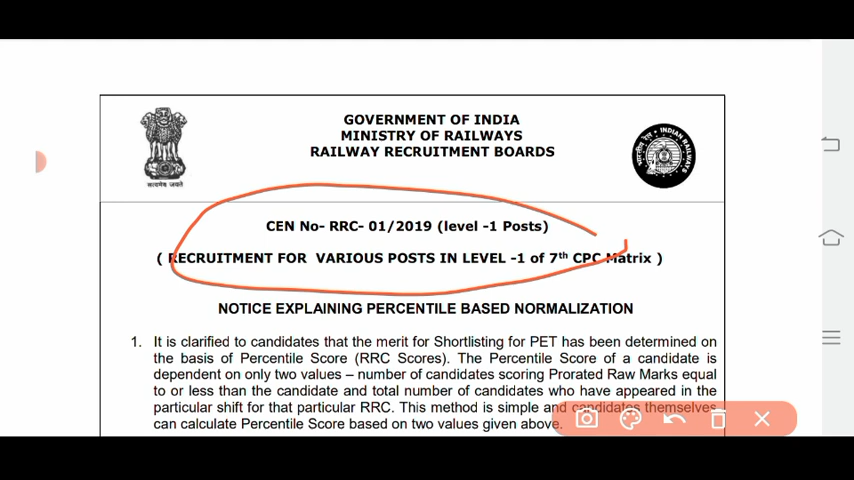 GOVERNMENT OF INDIA
MINISTRY OF RAILWAYS
RAILWAY RECRUITMENT BOARDS
सत्यमेव जयते
भारतीय रेल INDIAN RAILWAYS
CEN No- RRC- 01/2019 (level -1 Posts)
( RECRUITMENT FOR VARIOUS POSTS IN LEVEL -1 of 7th CPC Matrix )
NOTICE EXPLAINING PERCENTILE BASED NORMALIZATION
1. It is clarified to candidates that the merit for Shortlisting for PET has been determined on
the basis of Percentile Score (RRC Scores). The Percentile Score of a candidate is
dependent on only two values – number of candidates scoring Prorated Raw Marks equal
to or less than the candidate and total number of candidates who have appeared in the
particular shift for that particular RRC. This method is simple and candidates themselves
can calculate Percentile Score based on two values given above.